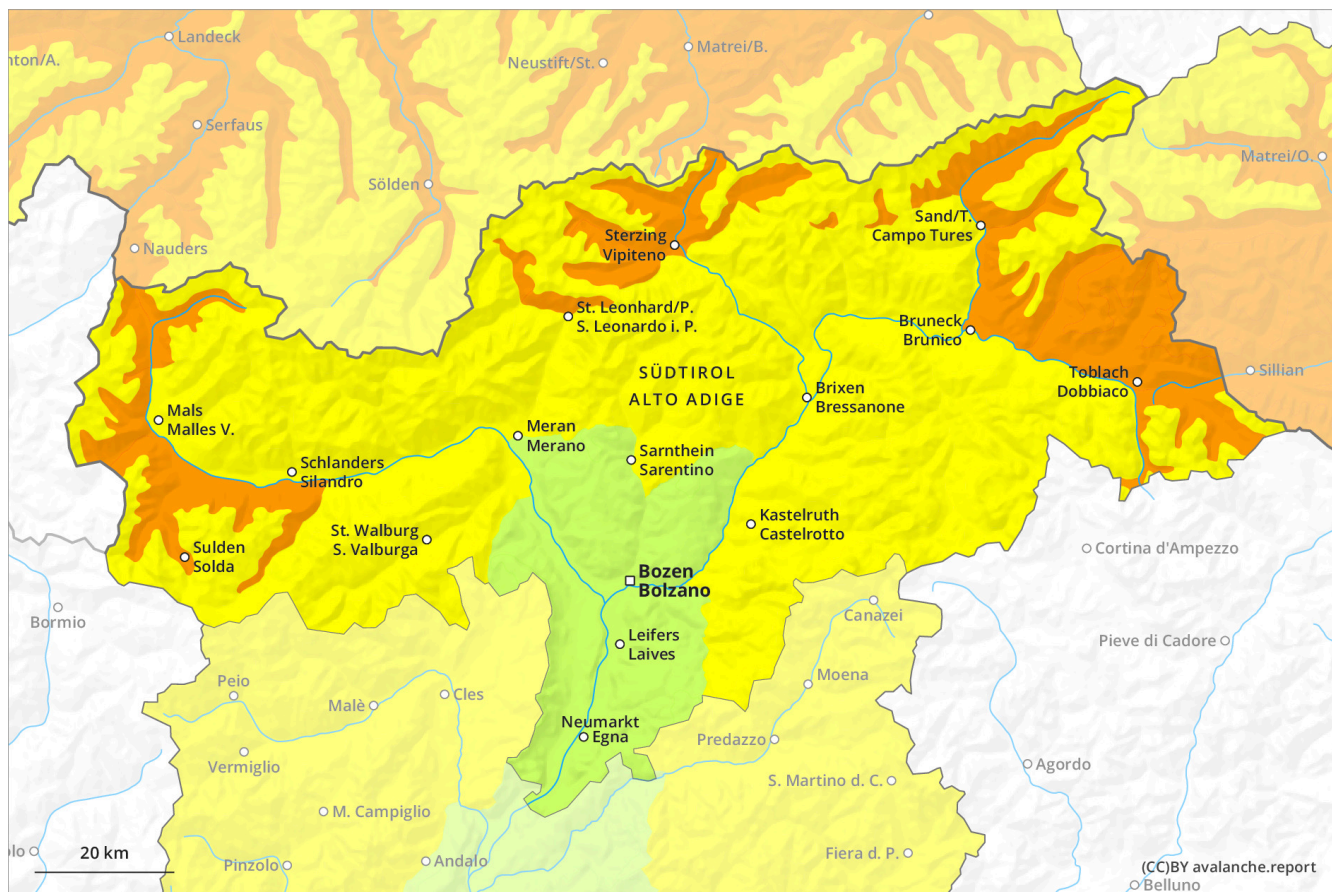 Landeck
Matrei/B.
nton/A.
Neustift/St.
Serfaus
Matrei/O.
Sölden
Nauders
Sand/T.
Campo Tures
Sterzing
Vipiteno
St. Leonhard/P.
S. Leonardo i. P.
Bruneck
Brunico
SÜDTIROL
ALTO ADIGE
Toblach
Dobbiaco
Sillian
Brixen
Bressanone
Mals
Malles V.
Meran
Merano
Sarnthein
Sarentino
Schlanders
Silandro
Kastelruth
Castelrotto
St. Walburg
S. Valburga
Sulden
Solda
Cortina d'Ampezzo
Bozen
Bolzano
Bormio
Canazei
Leifers
Laives
Pieve di Cadore
Peio
Malè
Cles
Moena
Neumarkt
Egna
Predazzo
Vermiglio
Agordo
S. Martino d. C.
M. Campiglio
20 km
olo
Pinzolo
Andalo
Fiera d. P.
(CC)BY avalanche.report
Belluno